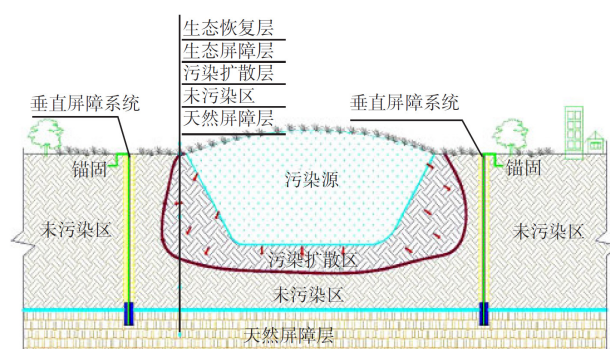 生态恢复层
生态屏障层
污染扩散层
未污染区
天然屏障层
垂直屏障系统
垂直屏障系统
锚固
污染源
锚固
未污染区
未污染区
污染扩散区
未污染区
天然屏障层